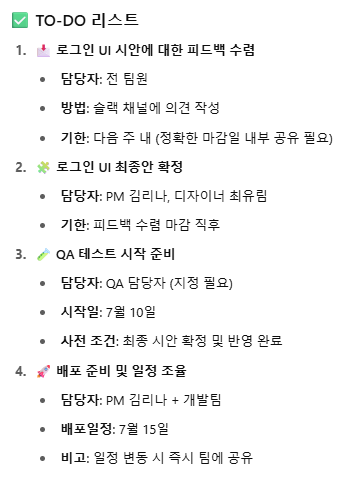 ✅ TO-DO 리스트
1. 📩 로그인 UI 시안에 대한 피드백 수렴
• 담당자: 전 팀원
• 방법: 슬랙 채널에 의견 작성
• 기한: 다음 주 내 (정확한 마감일 내부 공유 필요)
2. 🧩 로그인 UI 최종안 확정
• 담당자: PM 김리나, 디자이너 최유림
• 기한: 피드백 수렴 마감 직후
3. 🧪 QA 테스트 시작 준비
• 담당자: QA 담당자 (지정 필요)
• 시작일: 7월 10일
• 사전 조건: 최종 시안 확정 및 반영 완료
4. 🚀 배포 준비 및 일정 조율
• 담당자: PM 김리나 + 개발팀
• 배포일정: 7월 15일
• 비고: 일정 변동 시 즉시 팀에 공유